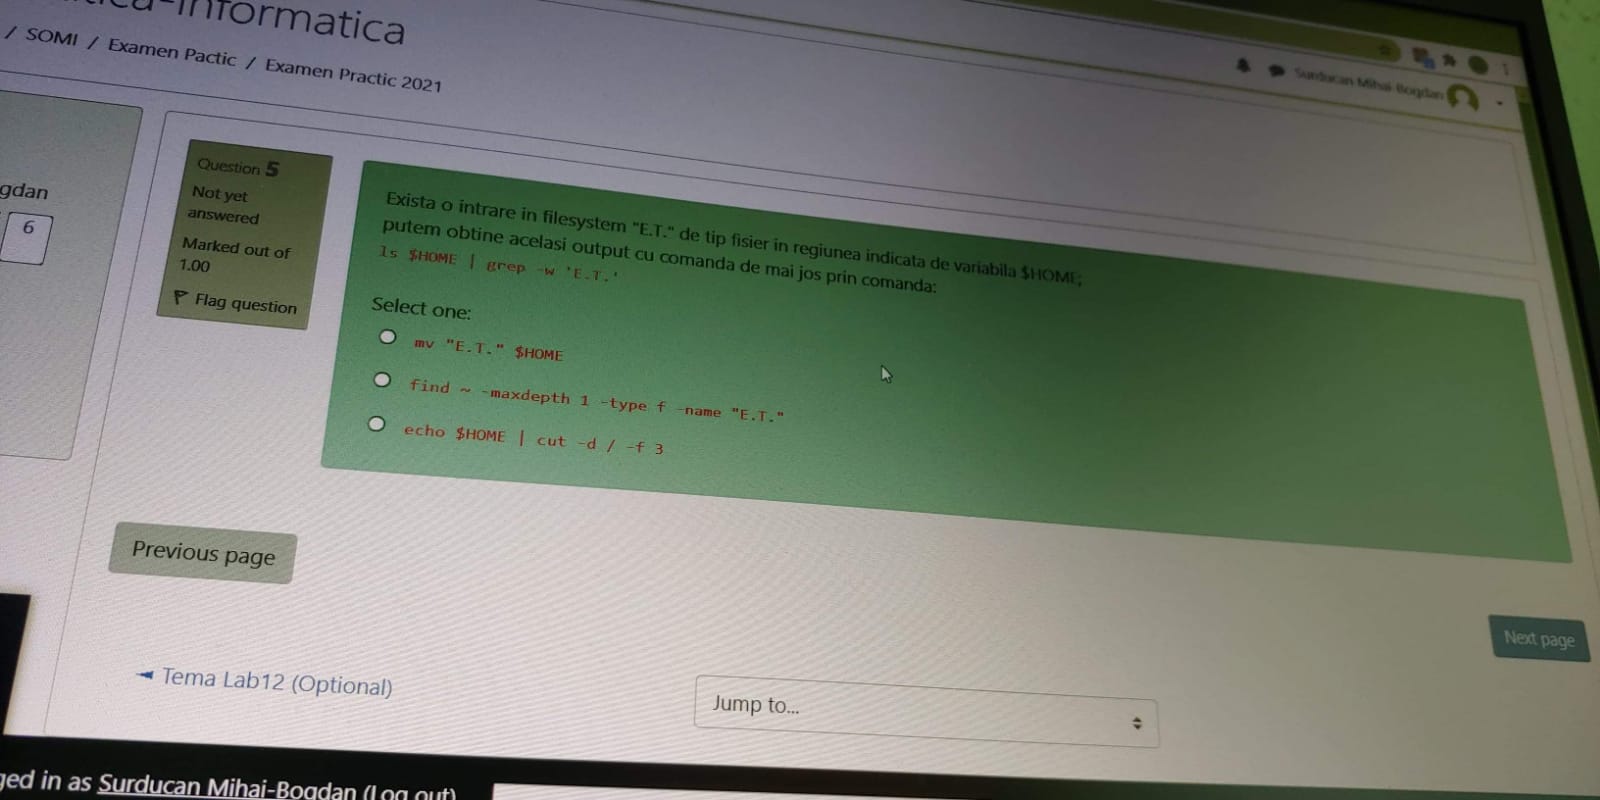 -Informatica
/ SOMI / Examen Pactic / Examen Practic 2021
Surducan Mihai-Bogdan
gdan
6
Question 5
Not yet
answered
Marked out of
1.00
Flag question
Exista o intrare in filesystem "E.T." de tip fisier in regiunea indicata de variabila $HOME;
putem obtine acelasi output cu comanda de mai jos prin comanda:
ls $HOME | grep -w 'E.T.'
Select one:
mv "E.T." $HOME
find ~ -maxdepth 1 -type f -name "E.T."
echo $HOME | cut -d / -f 3
Previous page
Next page
◄ Tema Lab12 (Optional)
Jump to...
ged in as Surducan Mihai-Bogdan (Log out)